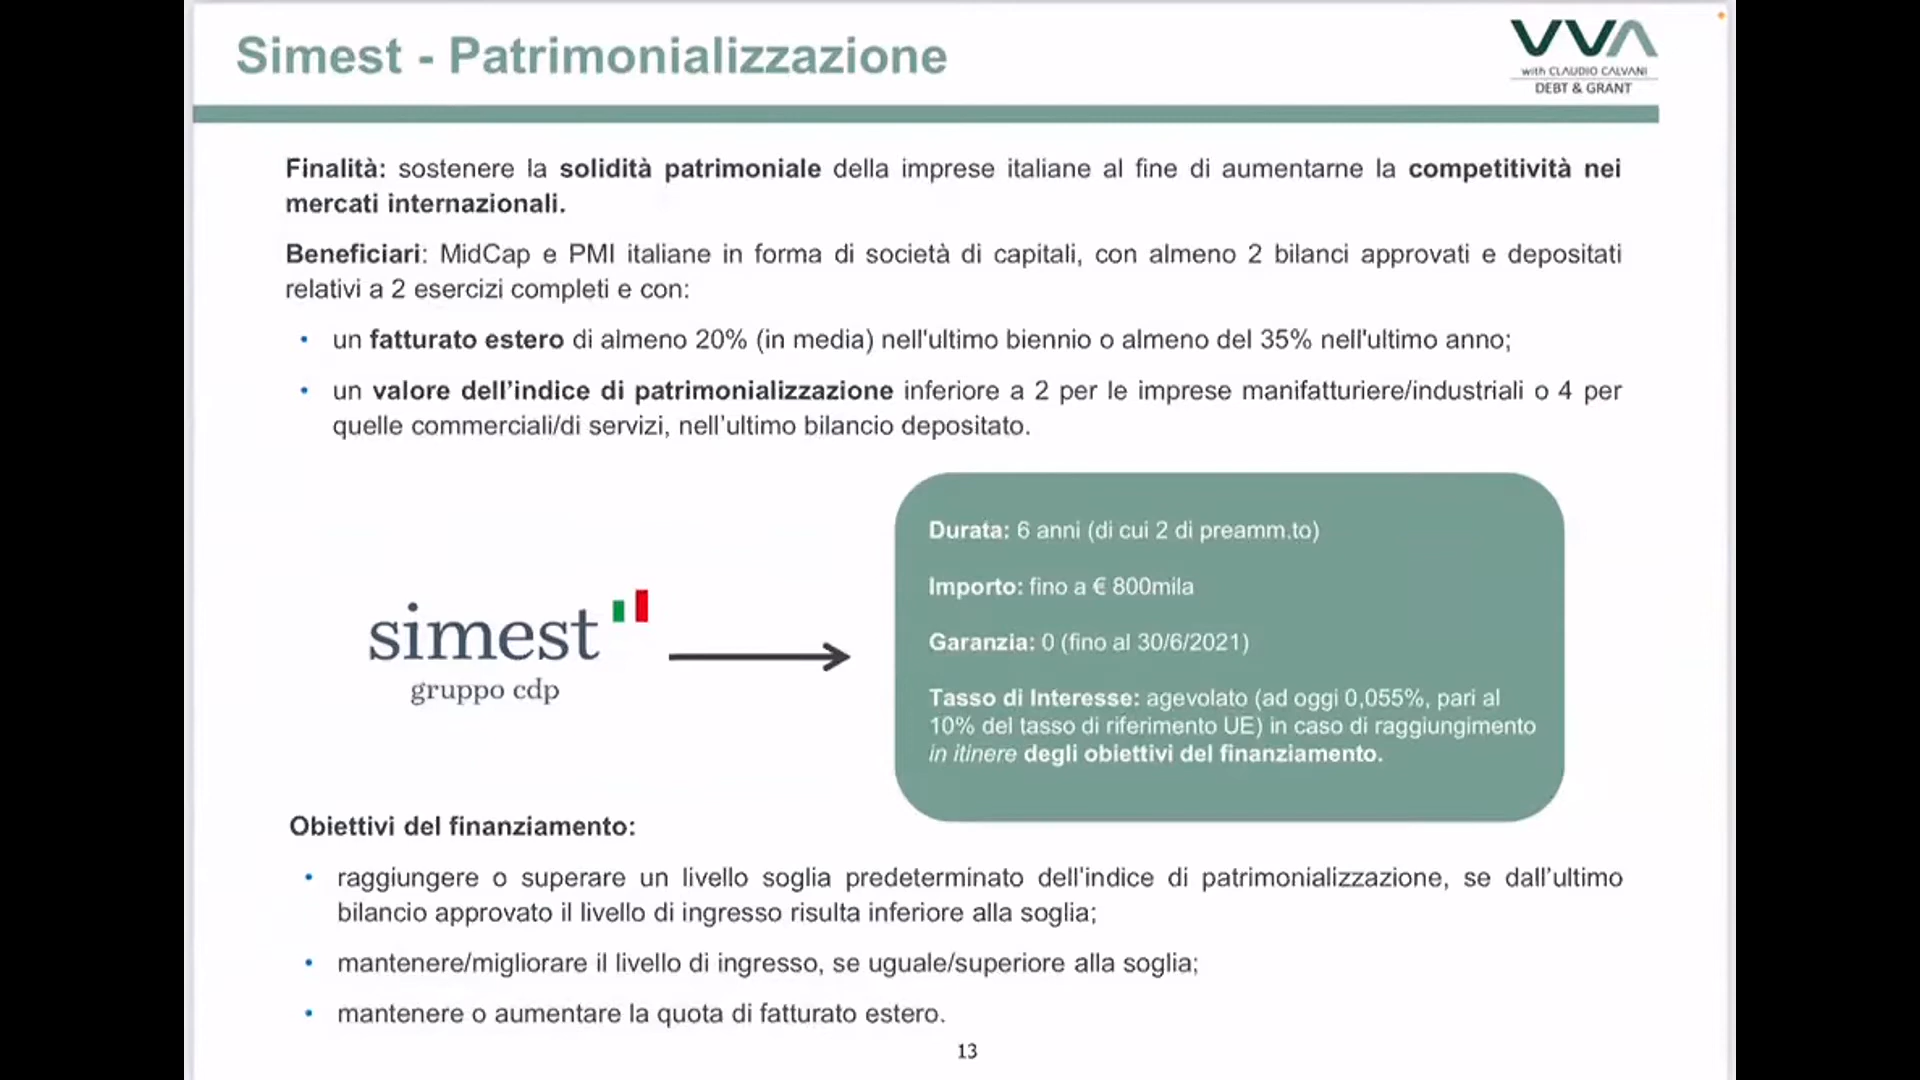 Simest - Patrimonializzazione
VVA
with CLAUDIO CALVANI
DEBT & GRANT
Finalità: sostenere la solidità patrimoniale della imprese italiane al fine di aumentarne la competitività nei
mercati internazionali.
Beneficiari: MidCap e PMI italiane in forma di società di capitali, con almeno 2 bilanci approvati e depositati
relativi a 2 esercizi completi e con:
• un fatturato estero di almeno 20% (in media) nell'ultimo biennio o almeno del 35% nell'ultimo anno;
• un valore dell’indice di patrimonializzazione inferiore a 2 per le imprese manifatturiere/industriali o 4 per
quelle commerciali/di servizi, nell’ultimo bilancio depositato.
simest
gruppo cdp
Durata: 6 anni (di cui 2 di preamm.to)
Importo: fino a € 800mila
Garanzia: 0 (fino al 30/6/2021)
Tasso di Interesse: agevolato (ad oggi 0,055%, pari al
10% del tasso di riferimento UE) in caso di raggiungimento
in itinere degli obiettivi del finanziamento.
Obiettivi del finanziamento:
• raggiungere o superare un livello soglia predeterminato dell'indice di patrimonializzazione, se dall’ultimo
bilancio approvato il livello di ingresso risulta inferiore alla soglia;
• mantenere/migliorare il livello di ingresso, se uguale/superiore alla soglia;
• mantenere o aumentare la quota di fatturato estero.
13